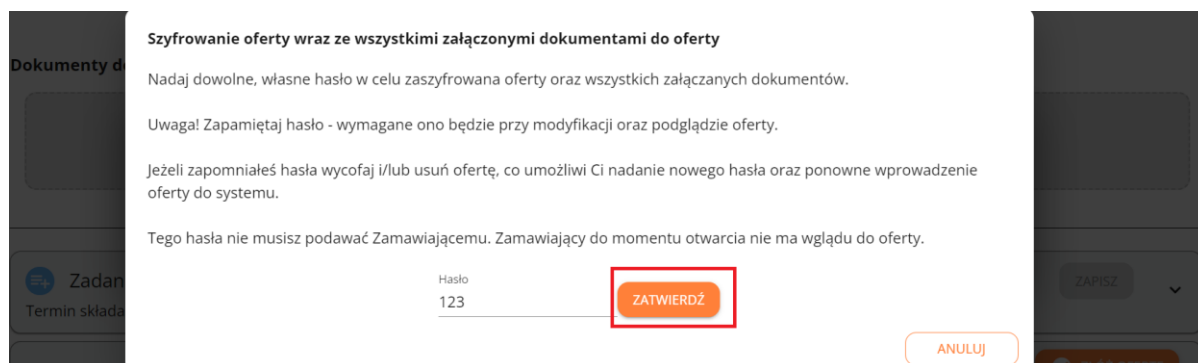 Szyfrowanie oferty wraz ze wszystkimi załączonymi dokumentami do oferty
Dokumenty d
Nadaj dowolne, własne hasło w celu zaszyfrowana oferty oraz wszystkich załączanych dokumentów.
Uwaga! Zapamiętaj hasło - wymagane ono będzie przy modyfikacji oraz podglądzie oferty.
Jeżeli zapomniałeś hasła wycofaj i/lub usuń ofertę, co umożliwi Ci nadanie nowego hasła oraz ponowne wprowadzenie
oferty do systemu.
Tego hasła nie musisz podawać Zamawiającemu. Zamawiający do momentu otwarcia nie ma wglądu do oferty.
Hasło
123
ZATWIERDŹ
Zadan
ZAPISZ
Termin składa
ANULUJ